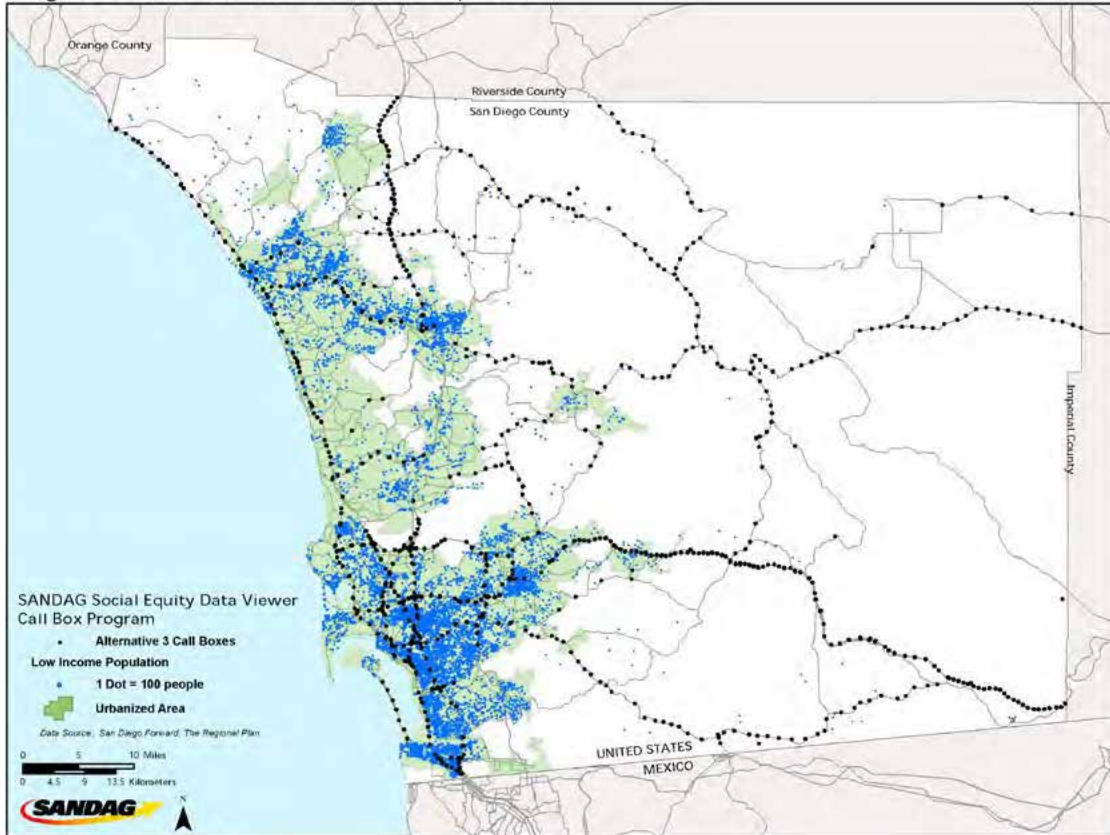 Orange County
Riverside County
San Diego County
Imperial County
SANDAG Social Equity Data Viewer
Call Box Program
Alternative 3 Call Boxes
Low Income Population
1 Dot = 100 people
Urbanized Area
Data Source: San Diego Forward, The Regional Plan
0 5 10 Miles
0 4.5 9 13.5 Kilometers
UNITED STATES
MEXICO
SANDAG
N